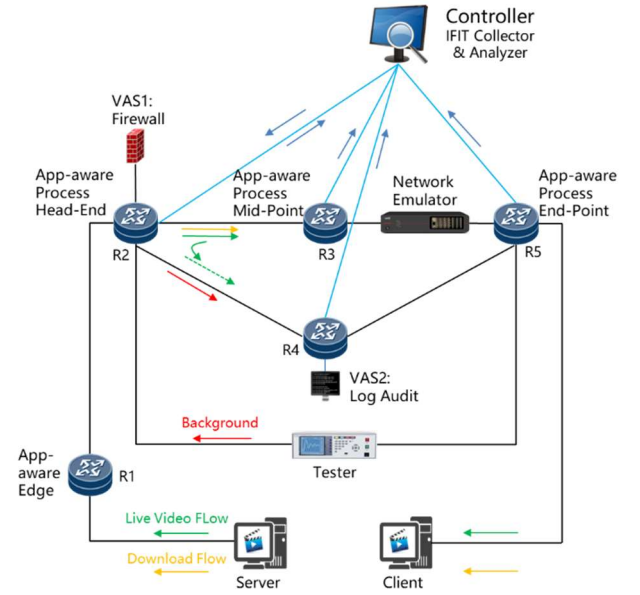 Controller
IFIT Collector
& Analyzer
VAS1:
Firewall
App-aware
Process
Head-End
App-aware
Process
Mid-Point
Network
Emulator
App-aware
Process
End-Point
R2
R3
R5
R4
VAS2:
Log Audit
Background
Tester
App-
aware
Edge
R1
Live Video FLow
Download Flow
Server
Client